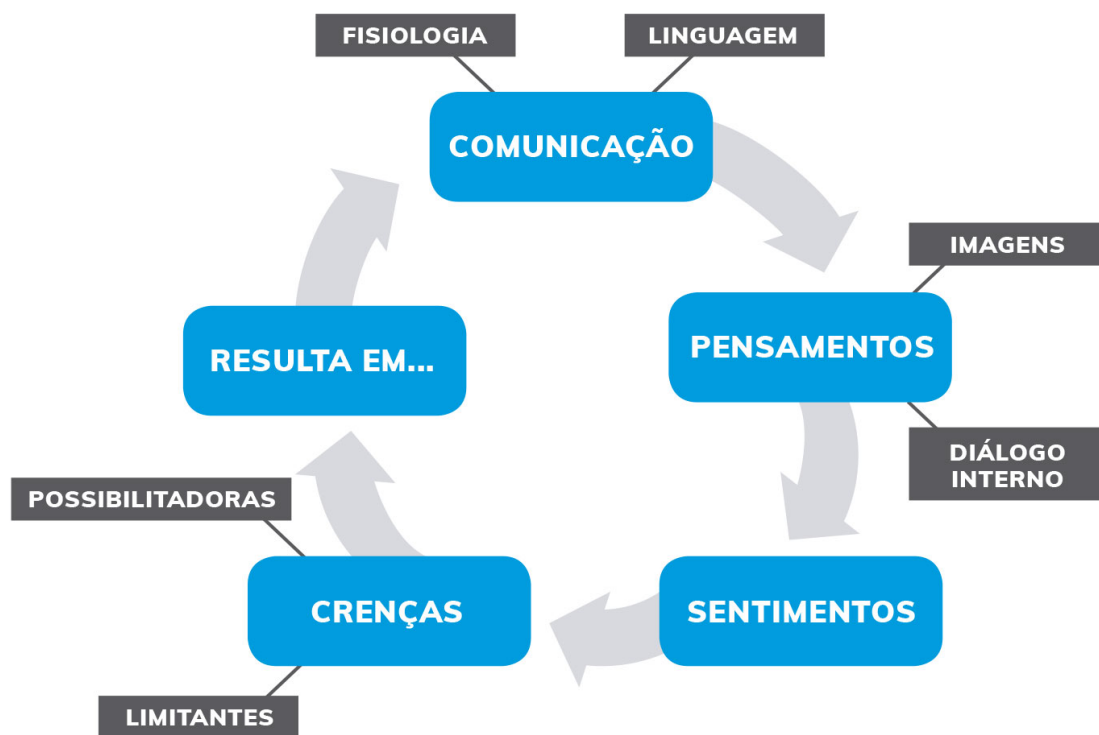 FISIOLOGIA
LINGUAGEM
COMUNICAÇÃO
IMAGENS
PENSAMENTOS
DIÁLOGO
INTERNO
SENTIMENTOS
CRENÇAS
POSSIBILITADORAS
LIMITANTES
RESULTA EM...